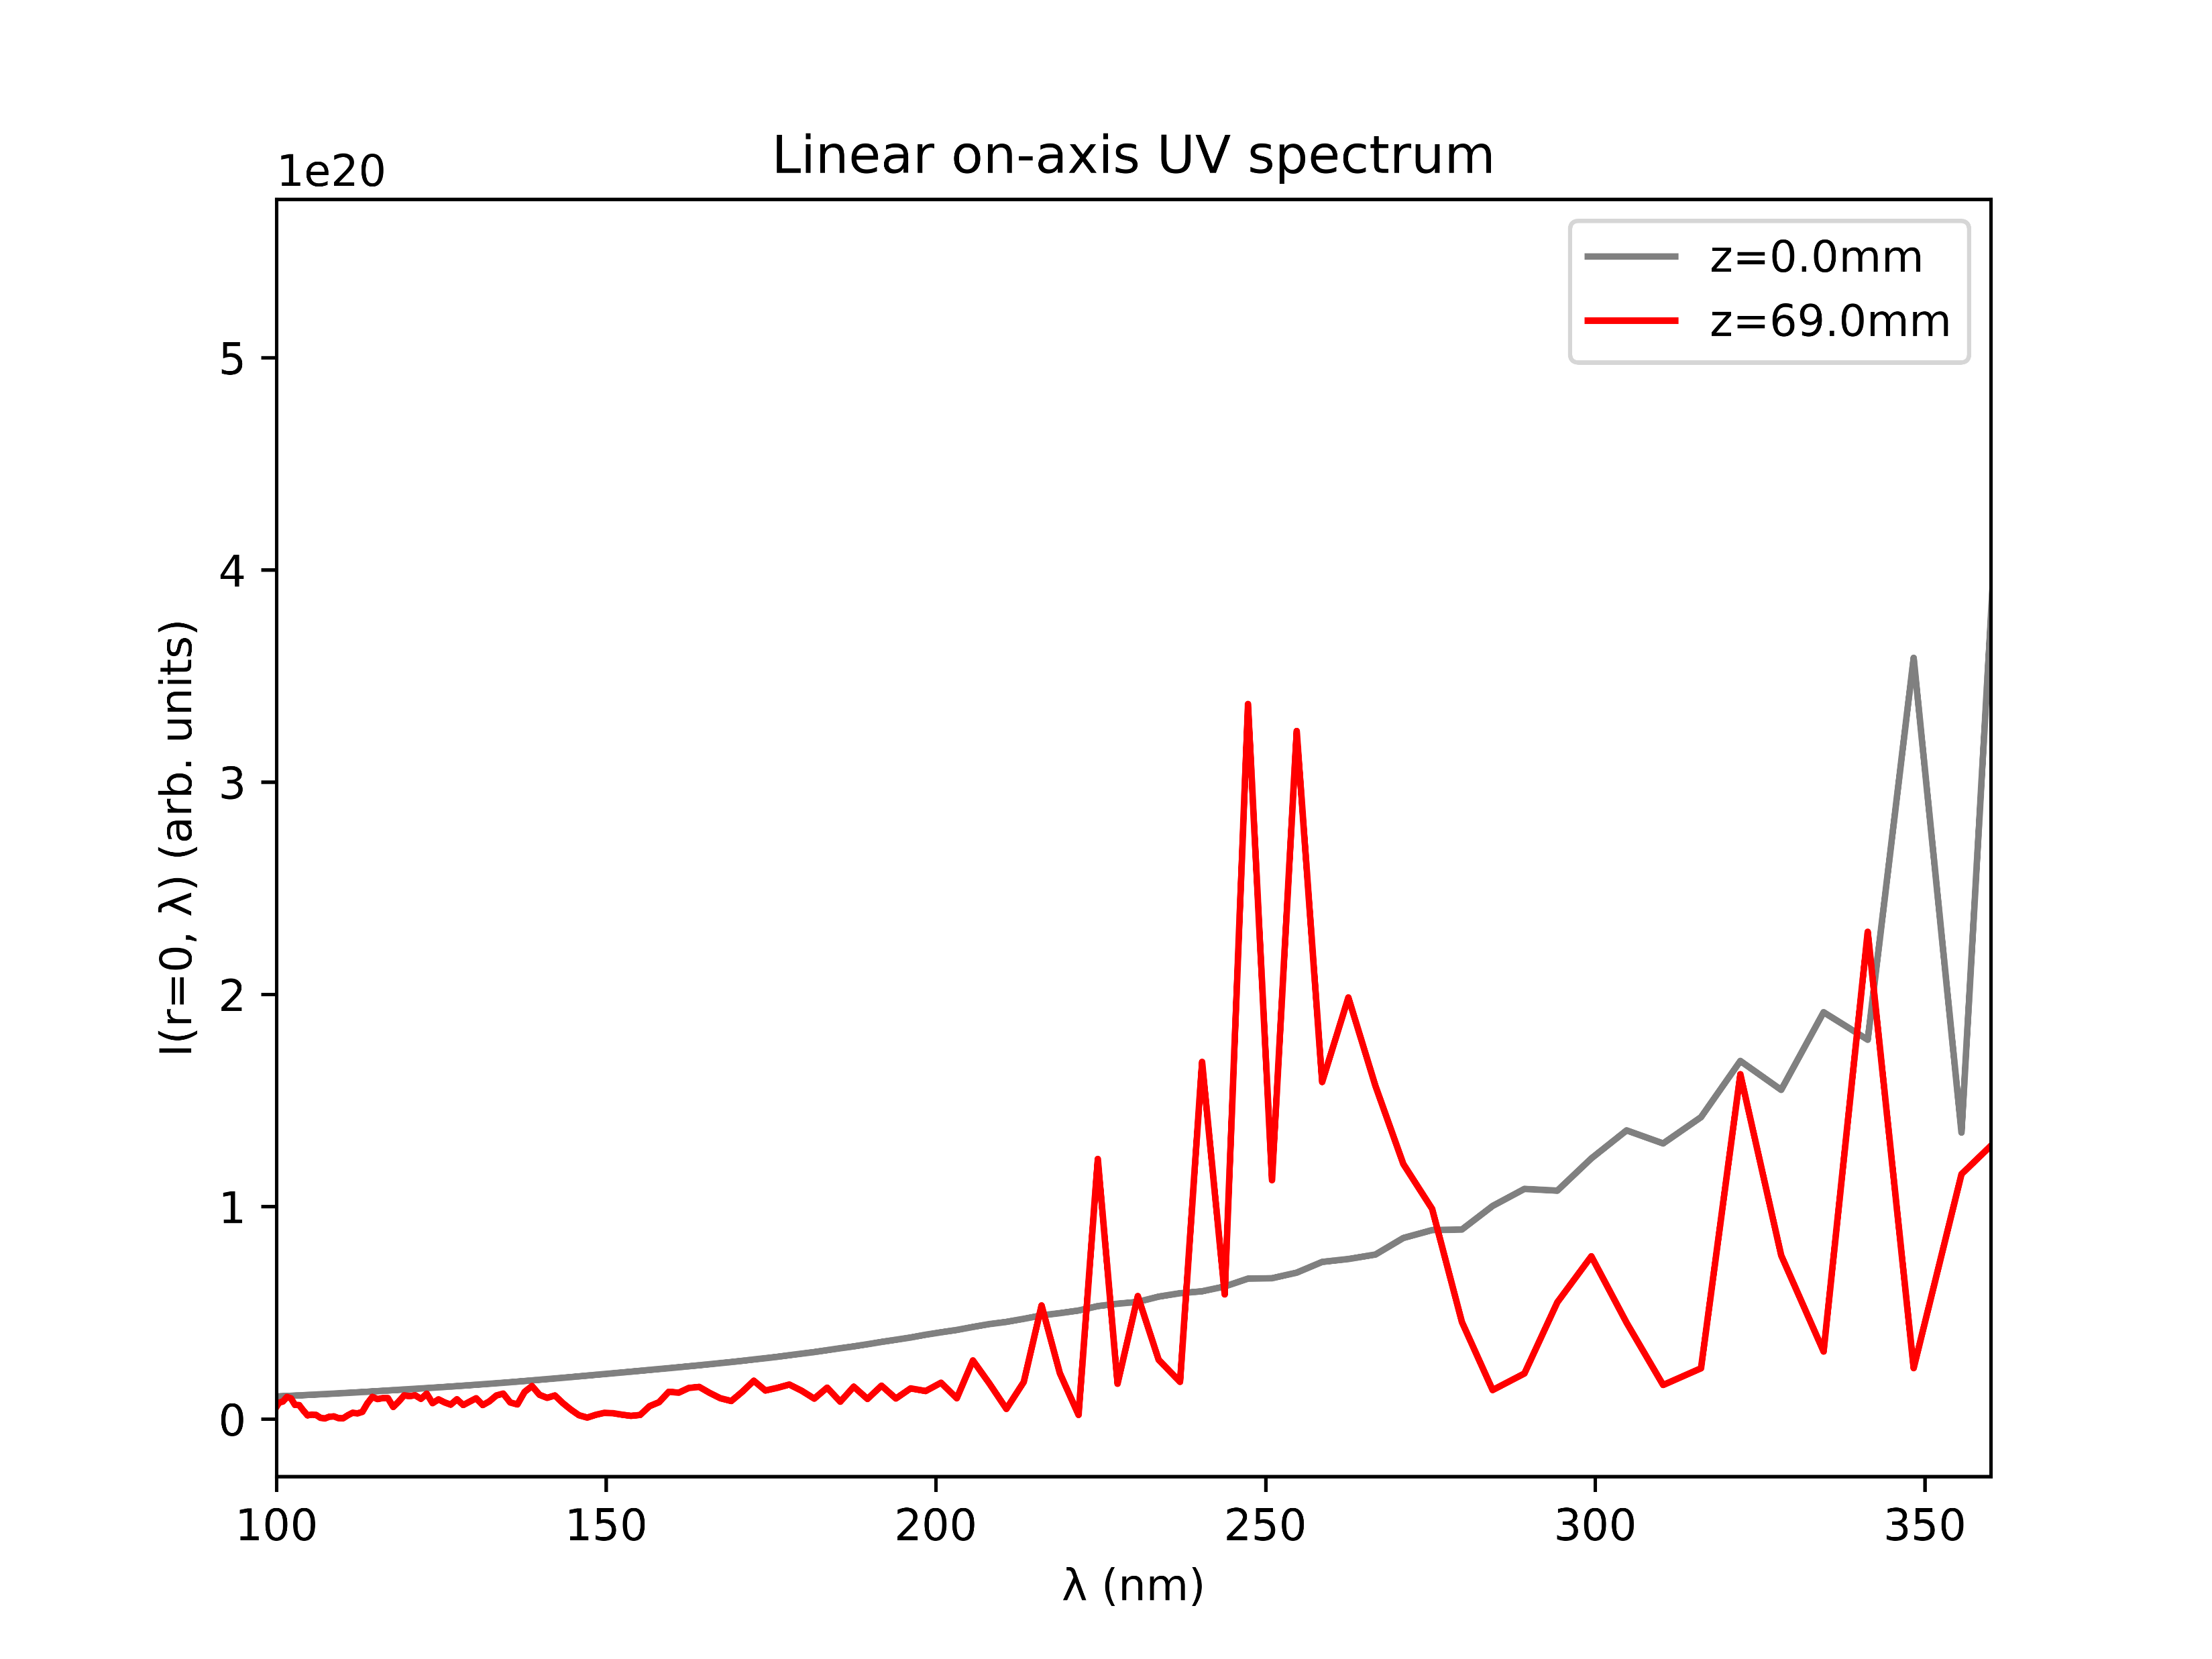 Linear on-axis UV spectrum
1e20
z=0.0mm
z=69.0mm
5
4
3
2
1
0
I(r=0, λ) (arb. units)
100 150 200 250 300 350
λ (nm)